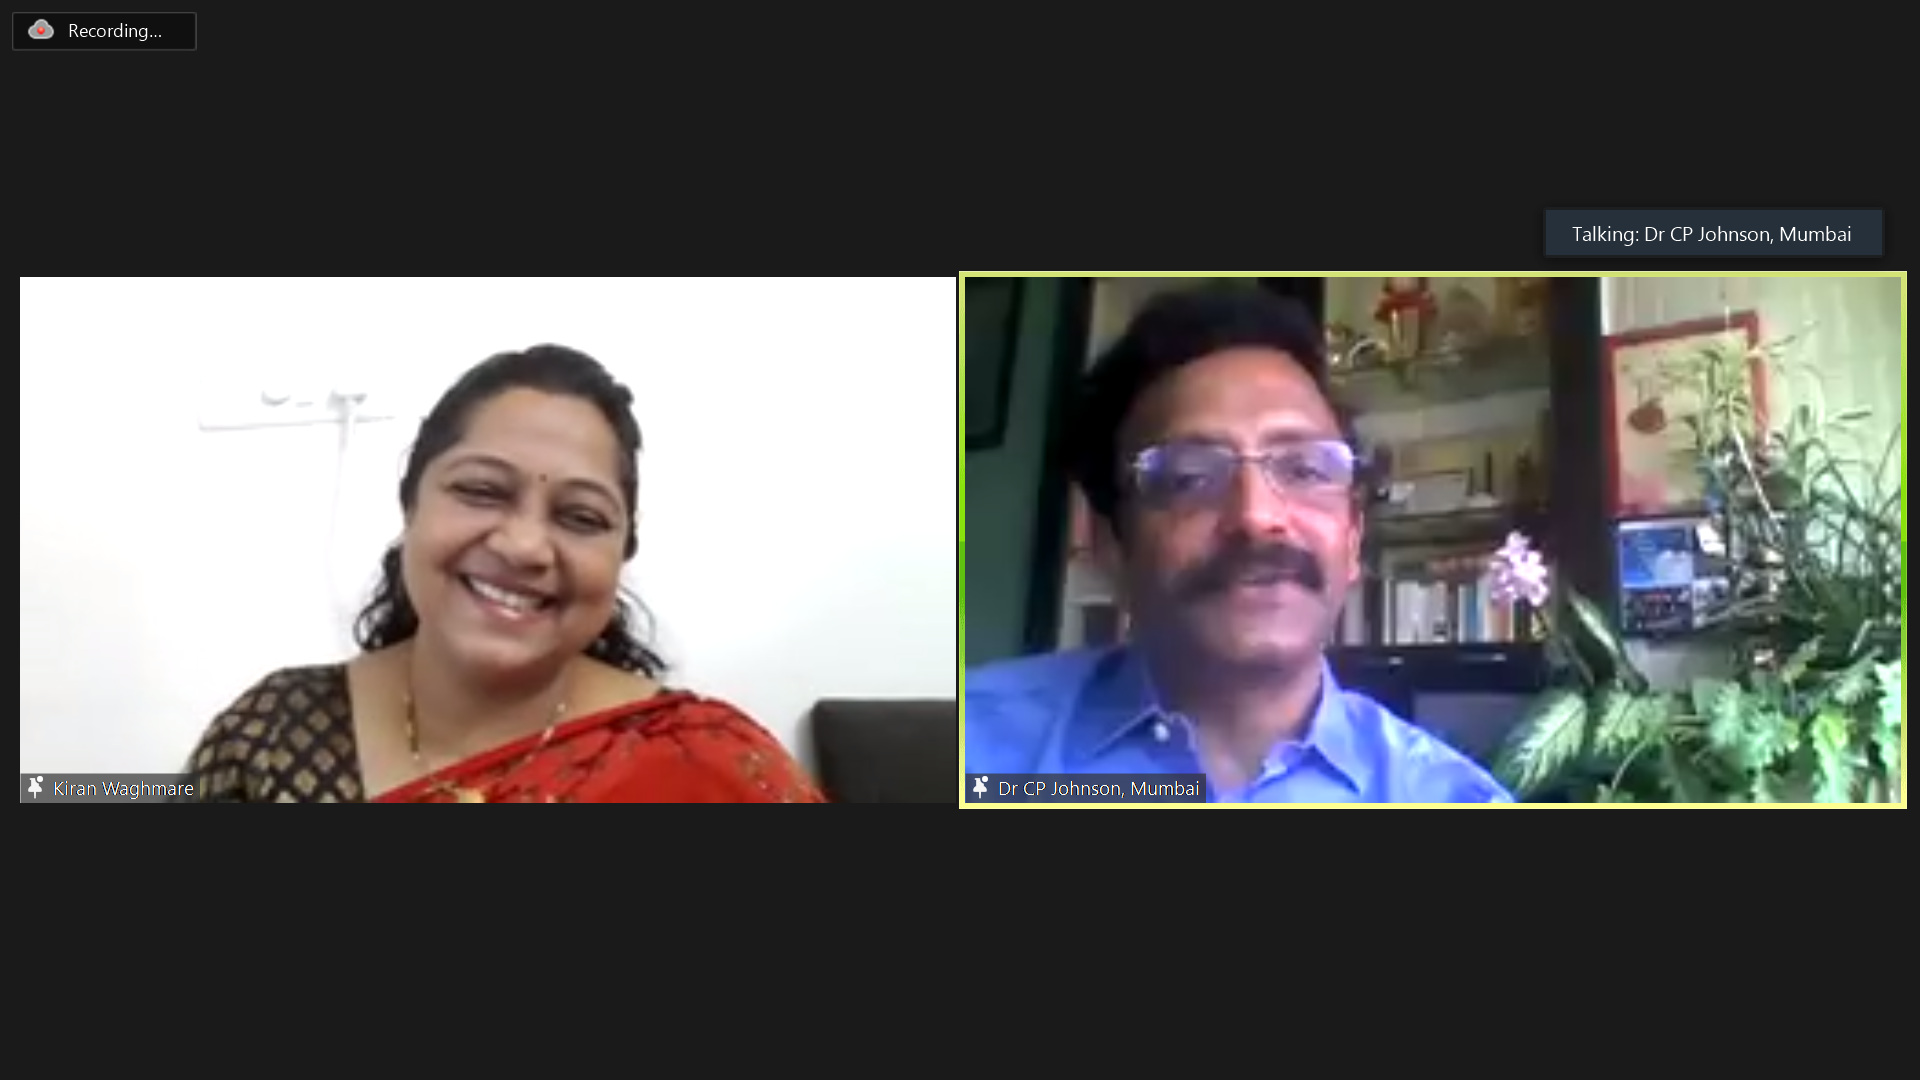 Recording...
Talking: Dr CP Johnson, Mumbai
Kiran Waghmare
Dr CP Johnson, Mumbai